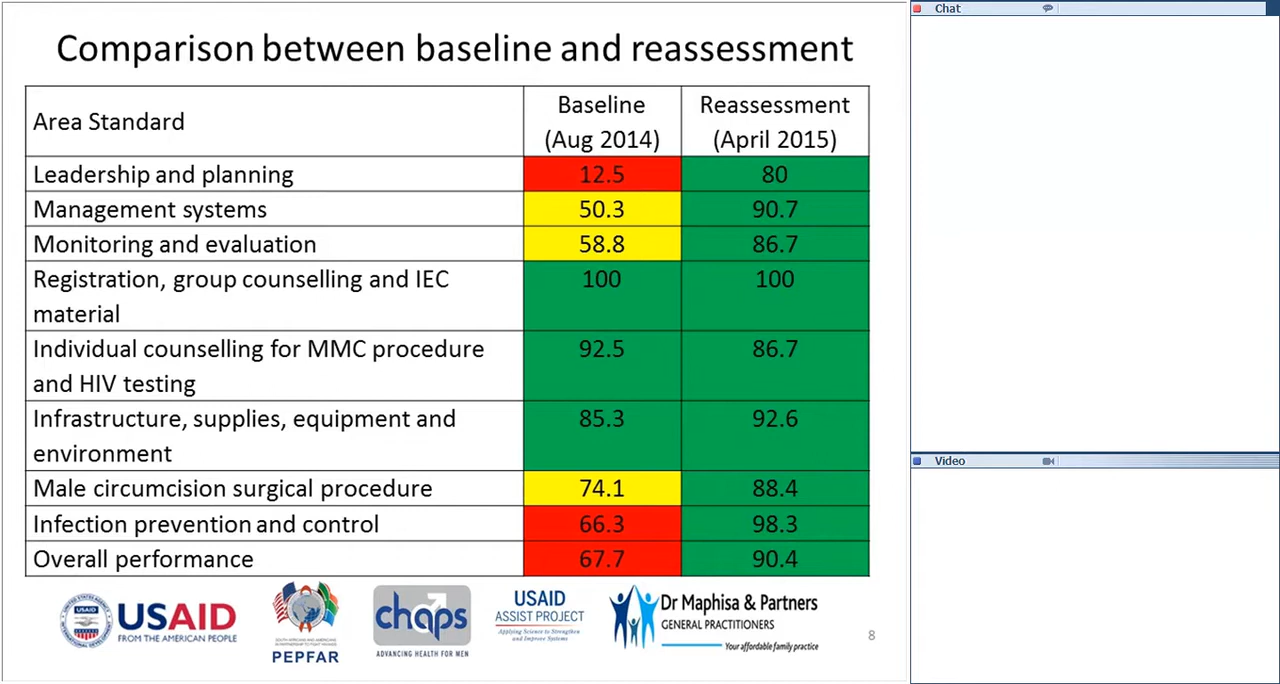 Comparison between baseline and reassessment
Area Standard
Baseline
(Aug 2014)
Reassessment
(April 2015)
Leadership and planning 12.5 80
Management systems 50.3 90.7
Monitoring and evaluation 58.8 86.7
Registration, group counselling and IEC 100 100
material
Individual counselling for MMC procedure 92.5 86.7
and HIV testing
Infrastructure, supplies, equipment and 85.3 92.6
environment
Male circumcision surgical procedure 74.1 88.4
Infection prevention and control 66.3 98.3
Overall performance 67.7 90.4
USAID
USAID
FROM THE AMERICAN PEOPLE
PEPFAR
chaps
ADVANCING HEALTH FOR MEN
USAID
ASSIST PROJECT
Applying Science to Strengthen
and Improve Systems
Dr Maphisa & Partners
GENERAL PRACTITIONERS
Your affordable family practice
8
Chat
Video